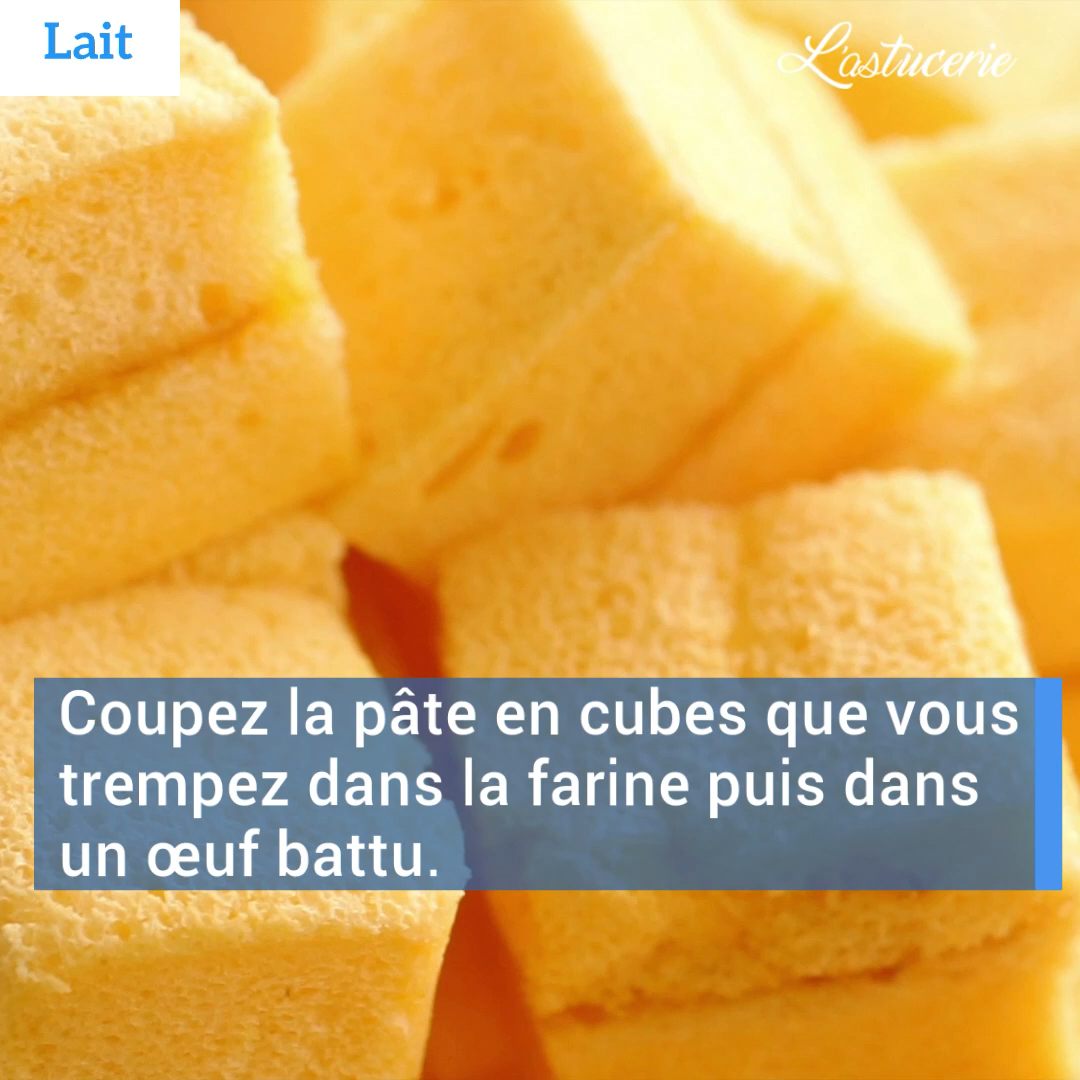 Lait
L'astucerie
Coupez la pâte en cubes que vous
trempez dans la farine puis dans
un œuf battu.